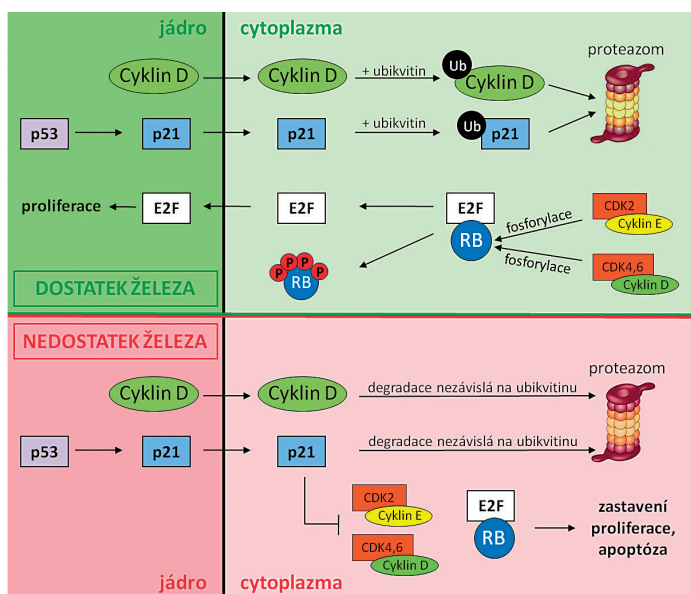 jádro
cytoplazma
Cyklin D
Cyklin D
+ ubikvitin
Ub
Cyklin D
proteazom
p53
p21
p21
+ ubikvitin
Ub
p21
proliferace
E2F
E2F
E2F
RB
fosforylace
CDK2
Cyklin E
fosforylace
CDK4,6
Cyklin D
P
P
P
P
RB
DOSTATEK ŽELEZA
NEDOSTATEK ŽELEZA
Cyklin D
Cyklin D
degradace nezávislá na ubikvitinu
proteazom
p53
p21
p21
degradace nezávislá na ubikvitinu
CDK2
Cyklin E
CDK4,6
Cyklin D
E2F
RB
zastavení
proliferace,
apoptóza
jádro
cytoplazma